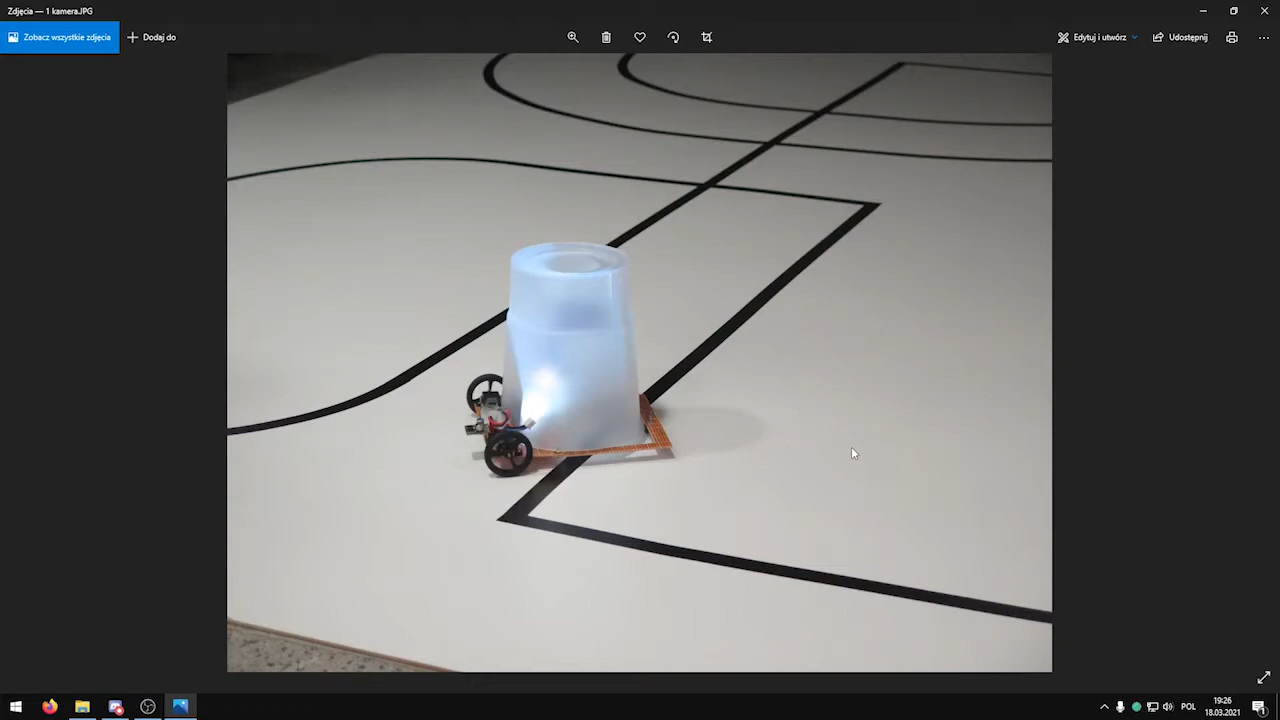 Zdjęcia — 1 kamera.JPG
Zobacz wszystkie zdjęcia
Dodaj do
Edytuj i utwórz
Udostępnij
POL
19:26
18.03.2021